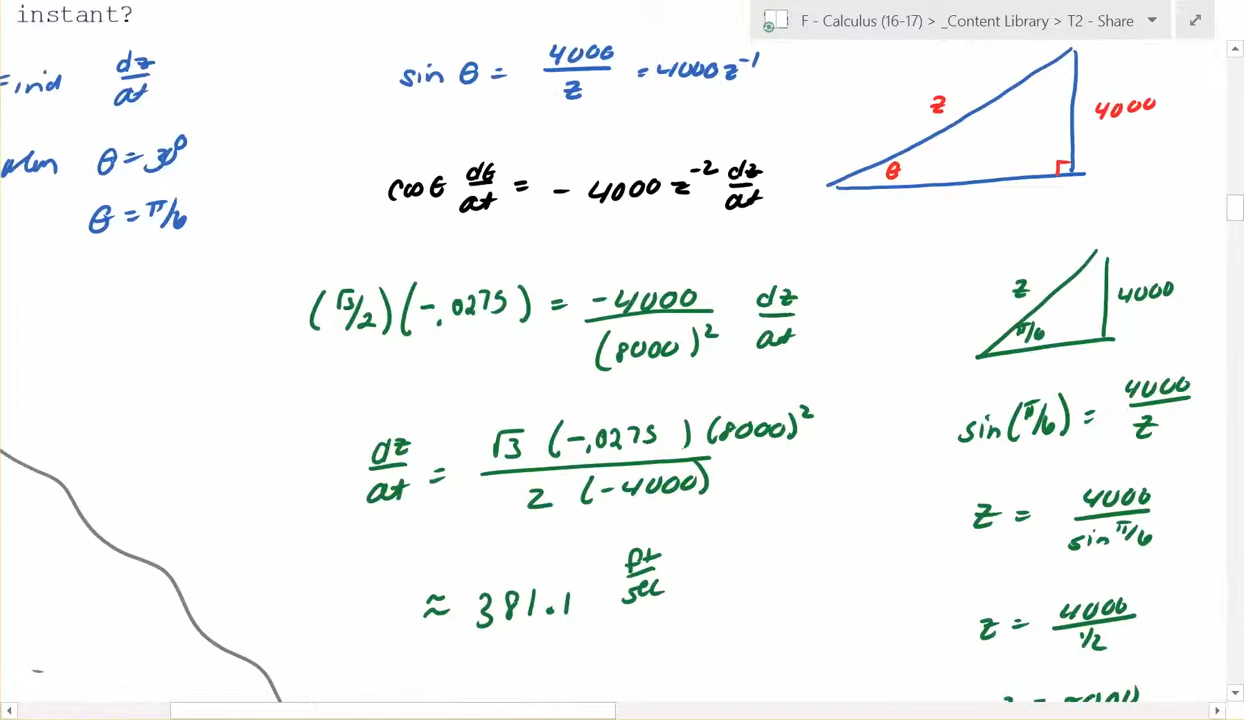 instant?
F - Calculus (16-17) > _Content Library > T2 - Share
Find dz/dt
when θ = 30°
θ = π/6
sin θ = 4000/z = 4000z⁻¹
z
4000
θ
cosθ dθ/dt = - 4000 z⁻² dz/dt
(√3/2)(-.0275) = -4000/(8000)² dz/dt
z
4000
π/6
dz/dt = √3 (-.0275)(8000)²/2 (-4000)
≈ 381.1 ft/sec
sin(π/6) = 4000/z
z = 4000/sin π/6
z = 4000/½